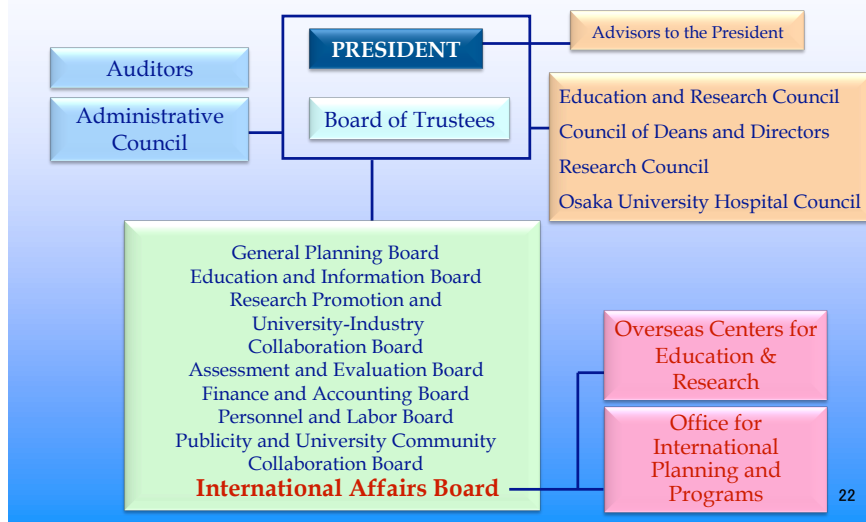 PRESIDENT
Advisors to the President
Auditors
Administrative
Council
Board of Trustees
Education and Research Council
Council of Deans and Directors
Research Council
Osaka University Hospital Council
General Planning Board
Education and Information Board
Research Promotion and
University-Industry
Collaboration Board
Assessment and Evaluation Board
Finance and Accounting Board
Personnel and Labor Board
Publicity and University Community
Collaboration Board
International Affairs Board
Overseas Centers for
Education &
Research
Office for
International
Planning and
Programs
22